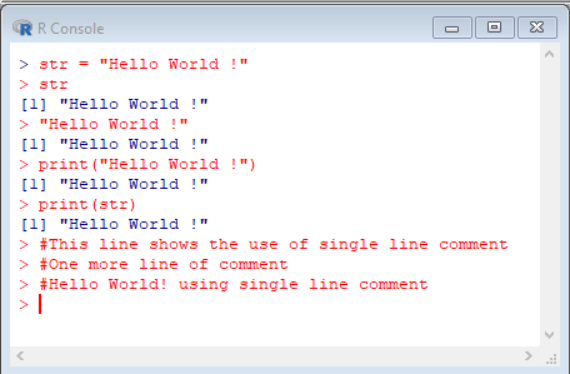 R Console
> str = "Hello World !"
> str
[1] "Hello World !"
> "Hello World !"
[1] "Hello World !"
> print("Hello World !")
[1] "Hello World !"
> print(str)
[1] "Hello World !"
> #This line shows the use of single line comment
> #One more line of comment
> #Hello World! using single line comment
>